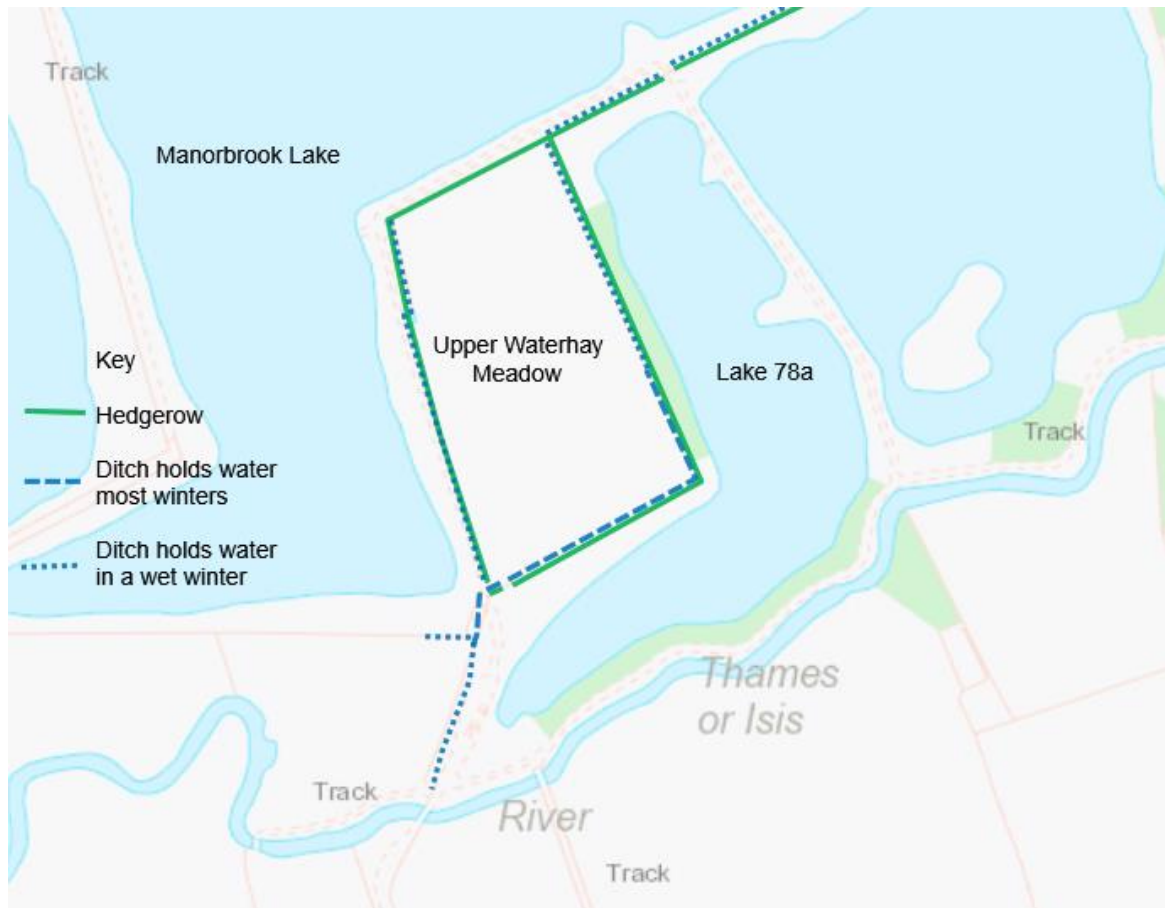 Track
Manorbrook Lake
Upper Waterhay
Meadow
Lake 78a
Key
Hedgerow
Ditch holds water
most winters
Ditch holds water
in a wet winter
Track
Thames
or Isis
Track
River
Track